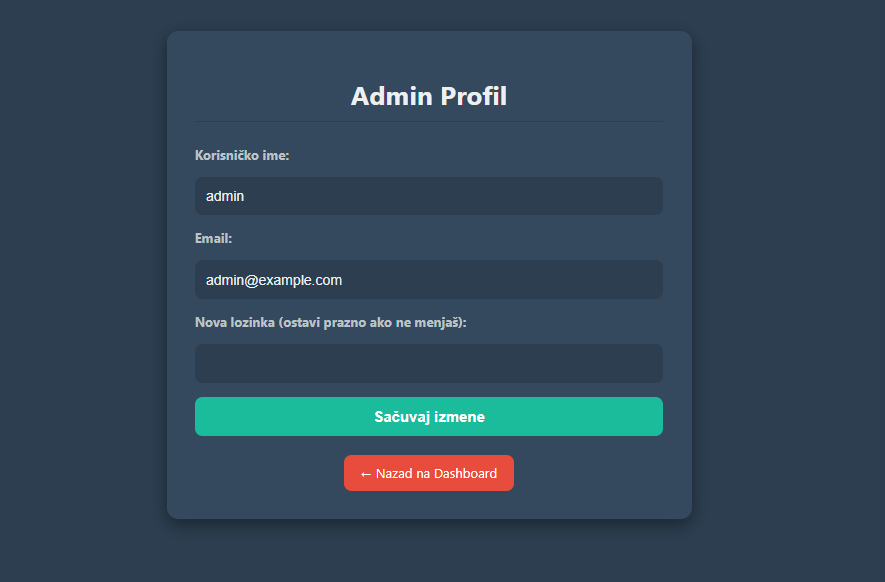 Admin Profil
Korisničko ime:
admin
Email:
admin@example.com
Nova lozinka (ostavi prazno ako ne menjaš):
Sačuvaj izmene
← Nazad na Dashboard